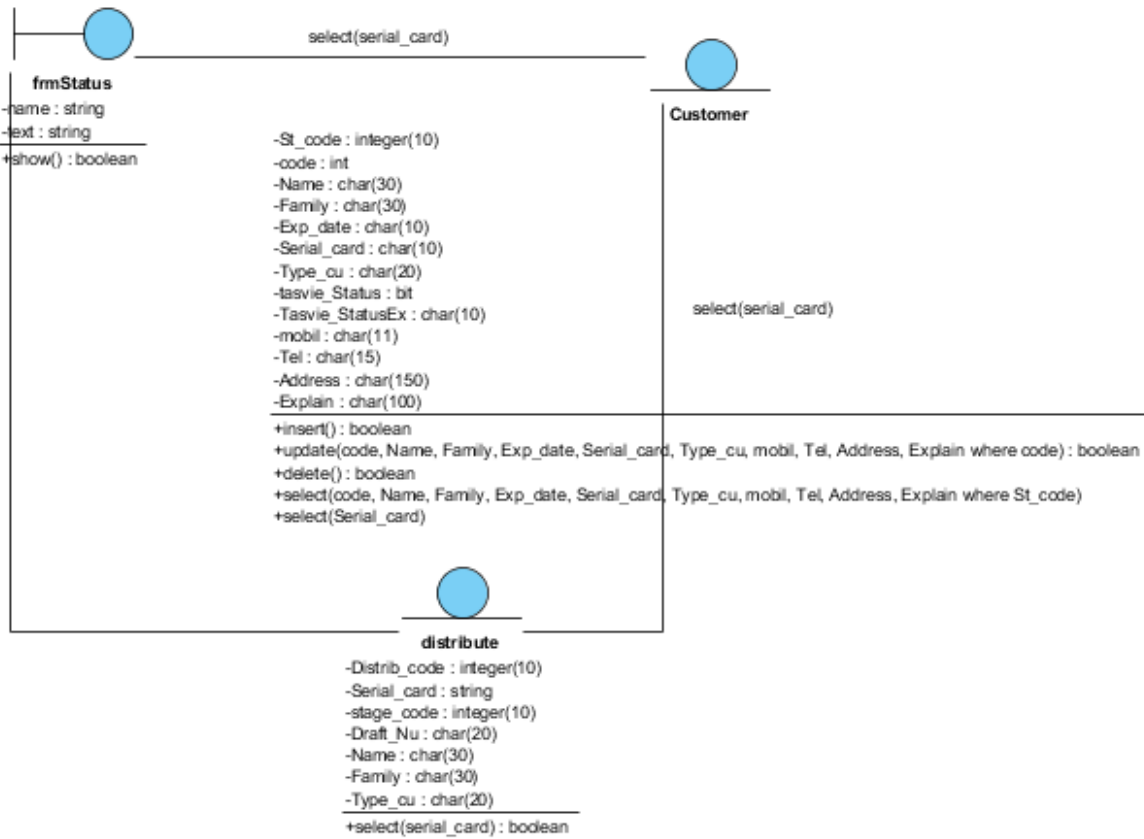 select(serial_card)
frmStatus
-name : string
-text : string
+show() : boolean
Customer
-St_code : integer(10)
-code : int
-Name : char(30)
-Family : char(30)
-Exp_date : char(10)
-Serial_card : char(10)
-Type_cu : char(20)
-tasvie_Status : bit
-Tasvie_StatusEx : char(10)
-mobil : char(11)
-Tel : char(15)
-Address : char(150)
-Explain : char(100)
+insert() : boolean
+update(code, Name, Family, Exp_date, Serial_card, Type_cu, mobil, Tel, Address, Explain where code) : boolean
+delete() : boolean
+select(code, Name, Family, Exp_date, Serial_card, Type_cu, mobil, Tel, Address, Explain where St_code)
+select(Serial_card)
select(serial_card)
distribute
-Distrib_code : integer(10)
-Serial_card : string
-stage_code : integer(10)
-Draft_Nu : char(20)
-Name : char(30)
-Family : char(30)
-Type_cu : char(20)
+select(serial_card) : boolean